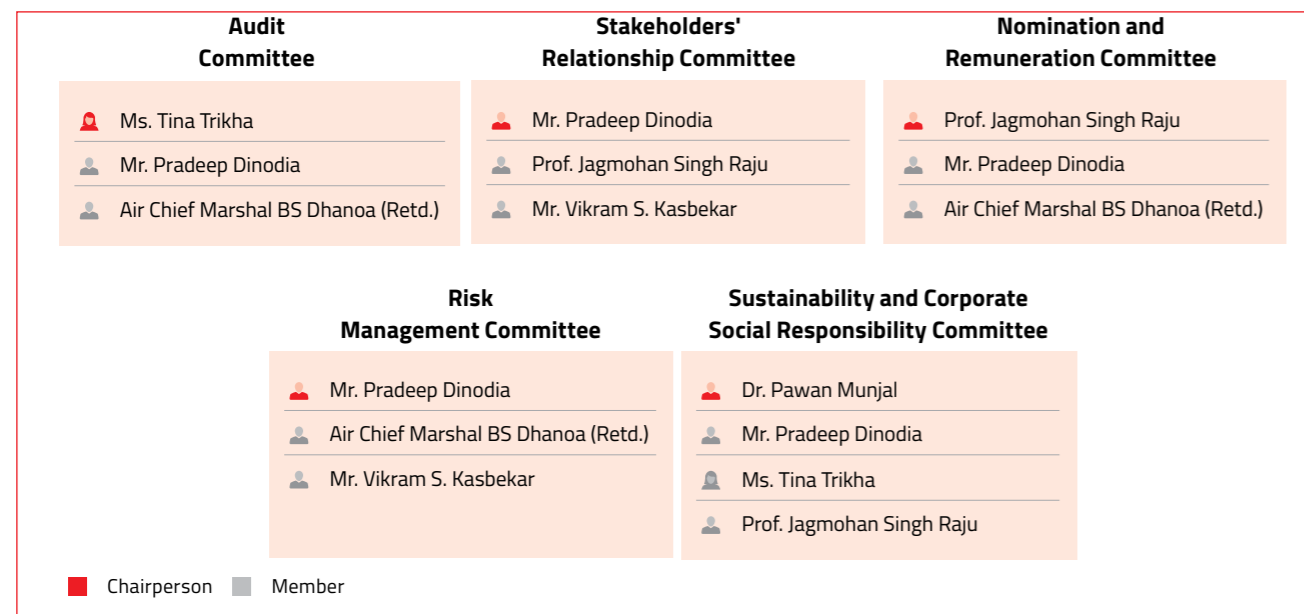 Audit
Committee
Ms. Tina Trikha
Mr. Pradeep Dinodia
Air Chief Marshal BS Dhanoa (Retd.)
Stakeholders'
Relationship Committee
Mr. Pradeep Dinodia
Prof. Jagmohan Singh Raju
Mr. Vikram S. Kasbekar
Nomination and
Remuneration Committee
Prof. Jagmohan Singh Raju
Mr. Pradeep Dinodia
Air Chief Marshal BS Dhanoa (Retd.)
Risk
Management Committee
Mr. Pradeep Dinodia
Air Chief Marshal BS Dhanoa (Retd.)
Mr. Vikram S. Kasbekar
Sustainability and Corporate
Social Responsibility Committee
Dr. Pawan Munjal
Mr. Pradeep Dinodia
Ms. Tina Trikha
Prof. Jagmohan Singh Raju
Chairperson
Member